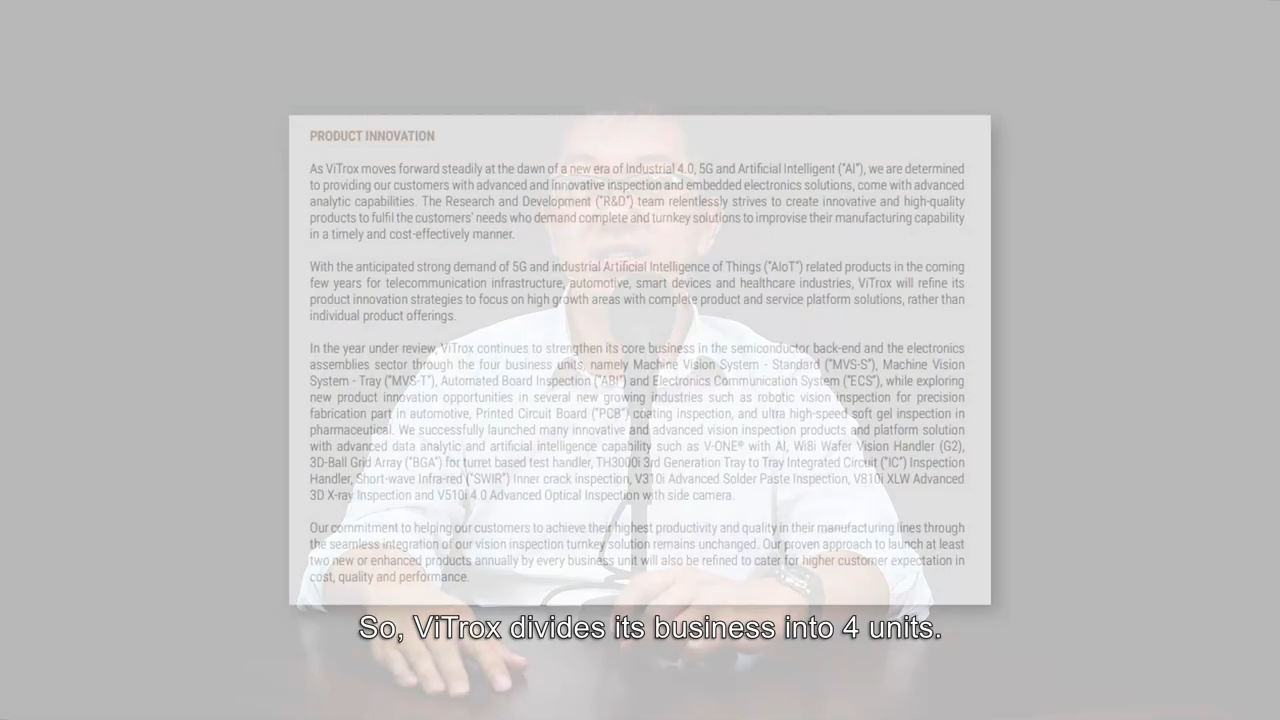 PRODUCT INNOVATION
As ViTrox moves forward steadily at the dawn of a new era of Industrial 4.0, 5G and Artificial Intelligent ("AI"), we are determined
to providing our customers with advanced and innovative inspection and embedded electronics solutions, come with advanced
analytic capabilities. The Research and Development ("R&D") team relentlessly strives to create innovative and high-quality
products to fulfil the customers' needs who demand complete and turnkey solutions to improvise their manufacturing capability
in a timely and cost-effectively manner.
With the anticipated strong demand of 5G and industrial Artificial Intelligence of Things ("AIoT") related products in the coming
few years for telecommunication infrastructure, automotive, smart devices and healthcare industries, ViTrox will refine its
product innovation strategies to focus on high growth areas with complete product and service platform solutions, rather than
individual product offerings.
In the year under review, ViTrox continues to strengthen its core business in the semiconductor back-end and the electronics
assemblies sector through the four business units, namely Machine Vision System - Standard ("MVS-S"), Machine Vision
System - Tray ("MVS-T"), Automated Board Inspection ("ABI") and Electronics Communication System ("ECS"), while exploring
new product innovation opportunities in several new growing industries such as robotic vision inspection for precision
fabrication part in automotive, Printed Circuit Board ("PCB") coating inspection, and ultra high-speed soft gel inspection in
pharmaceutical. We successfully launched many innovative and advanced vision inspection products and platform solution
with advanced data analytic and artificial intelligence capability such as V-ONE® with AI, Wi8i Wafer Vision Handler (G2),
3D-Ball Grid Array ("BGA") for turret based test handler, TH3000i 3rd Generation Tray to Tray Integrated Circuit ("IC") Inspection
Handler, Short-wave Infra-red ("SWIR") Inner crack inspection, V310i Advanced Solder Paste Inspection, V810i XLW Advanced
3D X-ray Inspection and V510i 4.0 Advanced Optical Inspection with side camera.
Our commitment to helping our customers to achieve their highest productivity and quality in their manufacturing lines through
the seamless integration of our vision inspection turnkey solution remains unchanged. Our proven approach to launch at least
two new or enhanced products annually by every business unit will also be refined to cater for higher customer expectation in
cost, quality and performance.
So, ViTrox divides its business into 4 units.